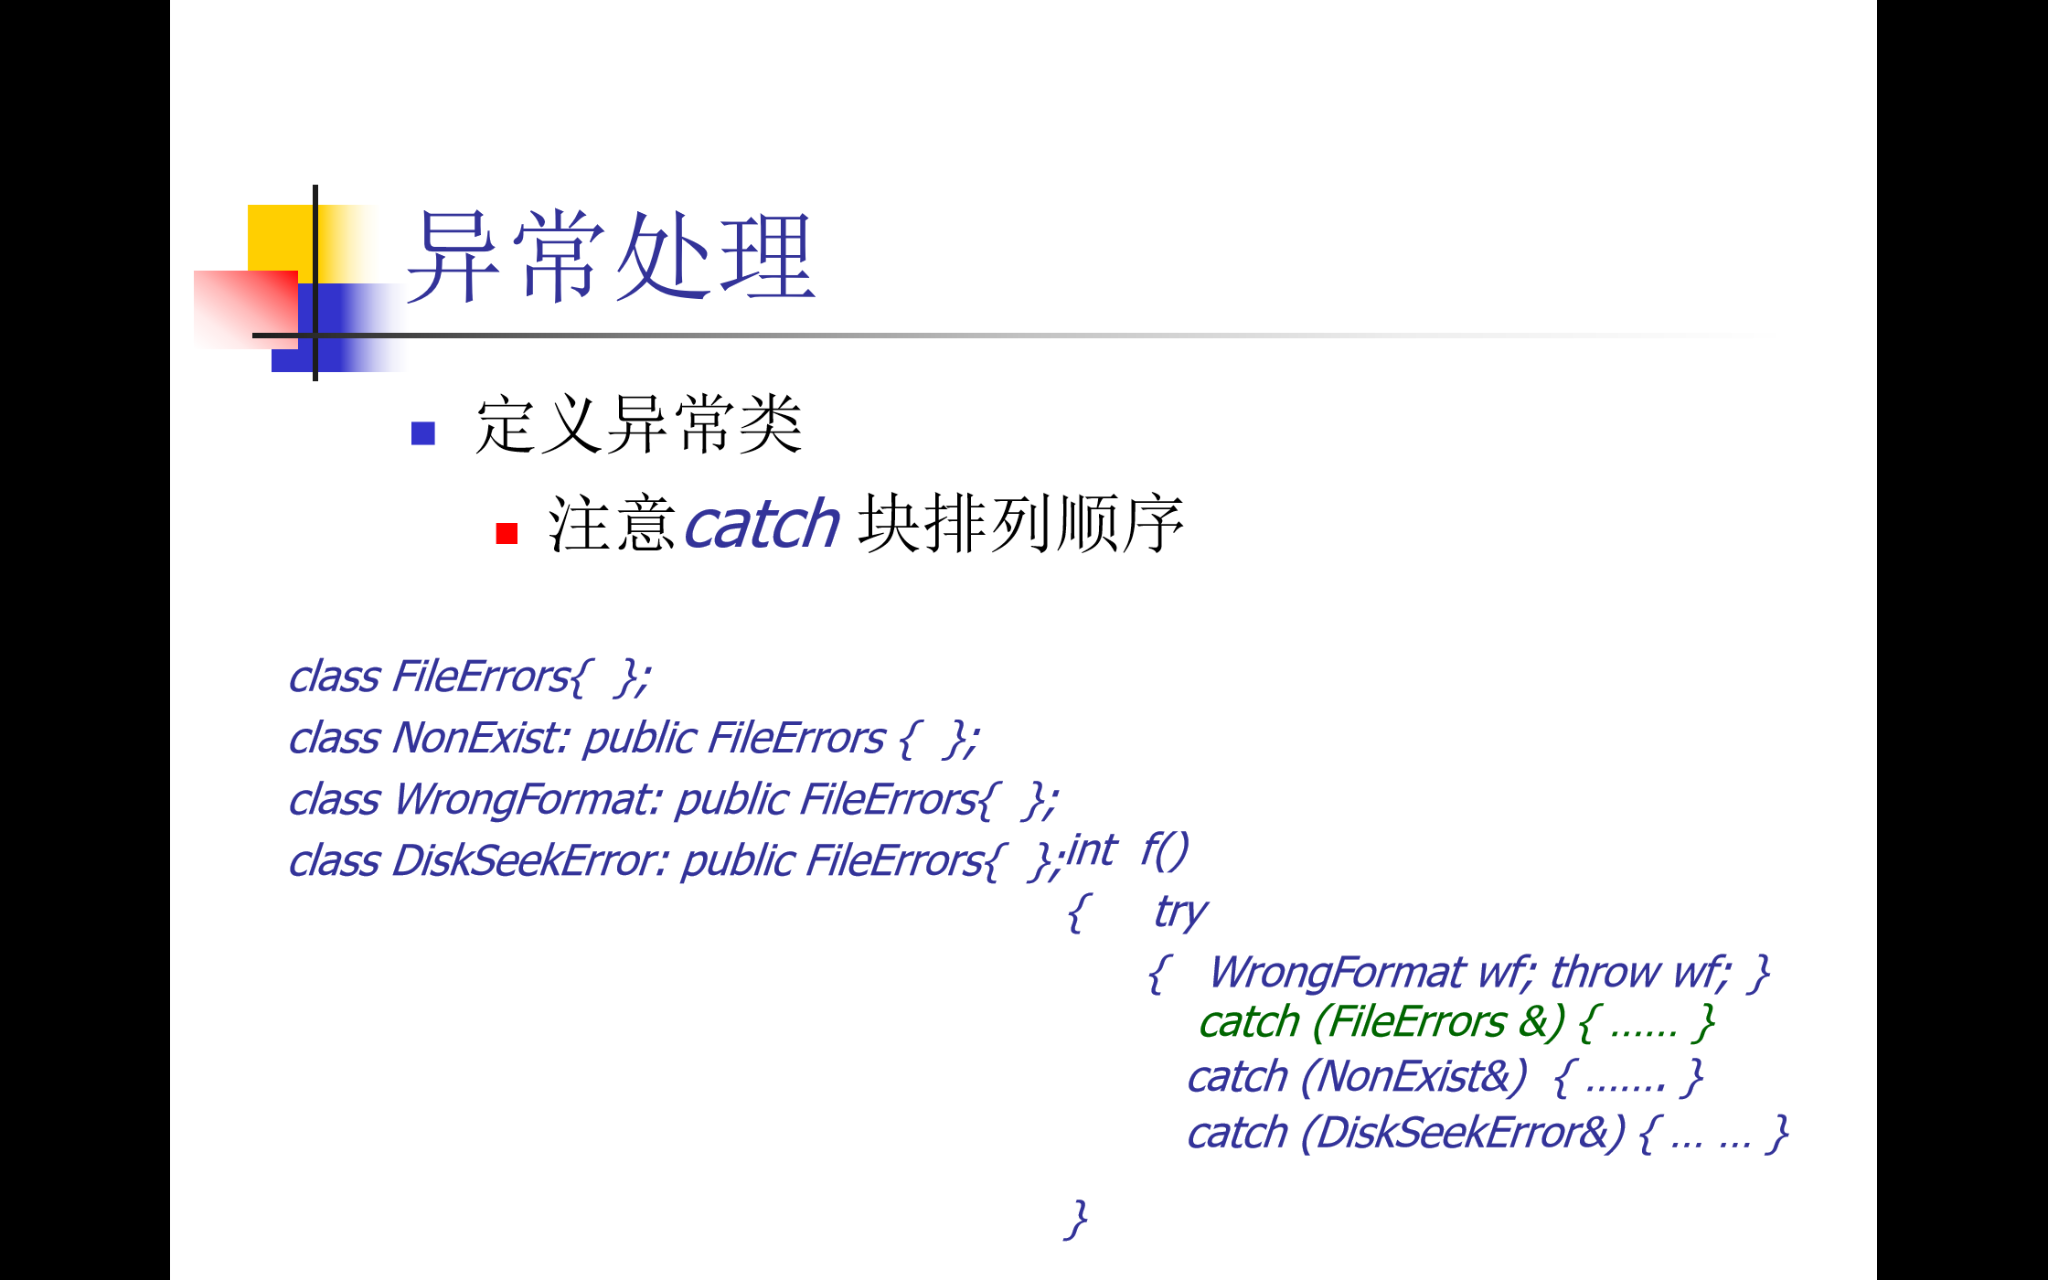 异常处理
定义异常类
注意catch 块排列顺序
class FileErrors{ };
class NonExist: public FileErrors { };
class WrongFormat: public FileErrors{ };
class DiskSeekError: public FileErrors{ };
int f()
{ try
{ WrongFormat wf; throw wf; }
catch (FileErrors &) { …… }
catch (NonExist&) { ……. }
catch (DiskSeekError&) { … … }
}